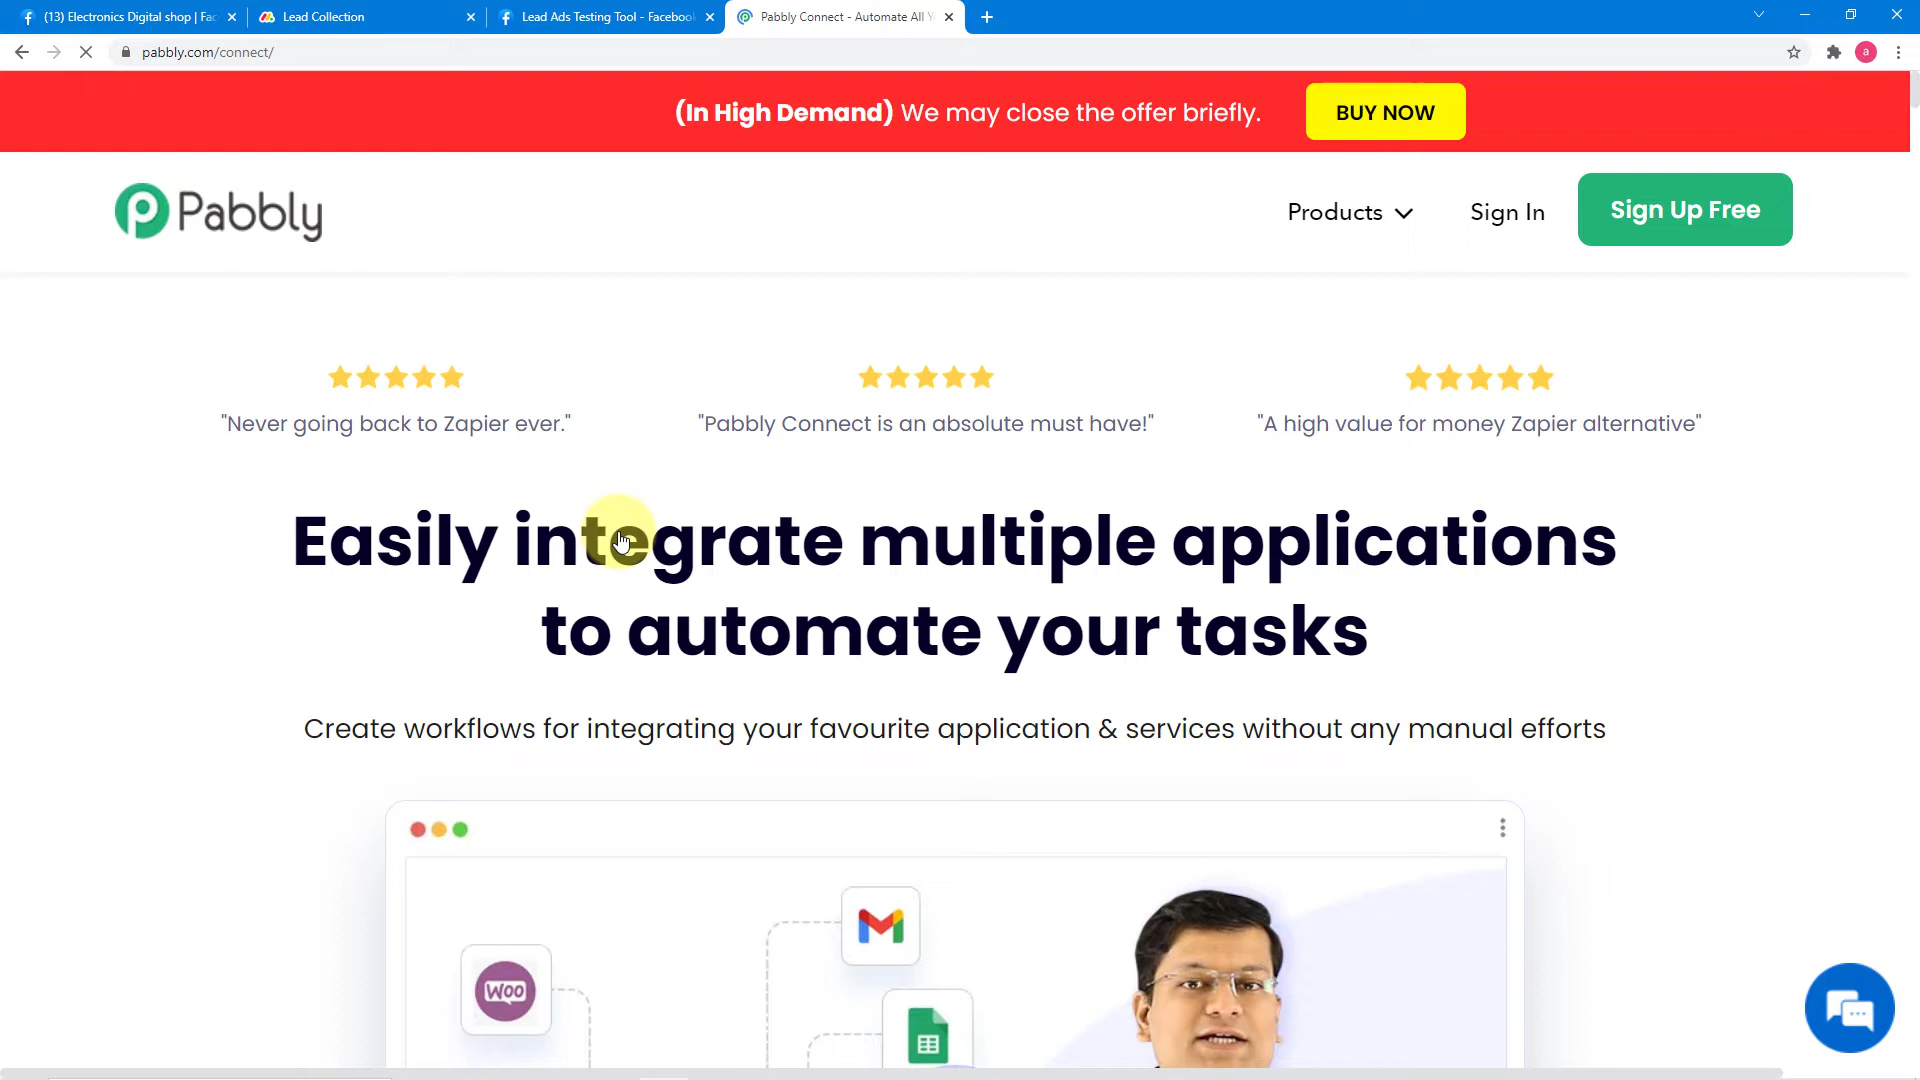 (13) Electronics Digital shop | Fac
Lead Collection
Lead Ads Testing Tool - Facebook
Pabbly Connect - Automate All Y
pabbly.com/connect/
a
(In High Demand) We may close the offer briefly.
BUY NOW
Pabbly
Products
Sign In
Sign Up Free
"Never going back to Zapier ever."
"Pabbly Connect is an absolute must have!"
"A high value for money Zapier alternative"
Easily integrate multiple applications
to automate your tasks
Create workflows for integrating your favourite application & services without any manual efforts
WOO